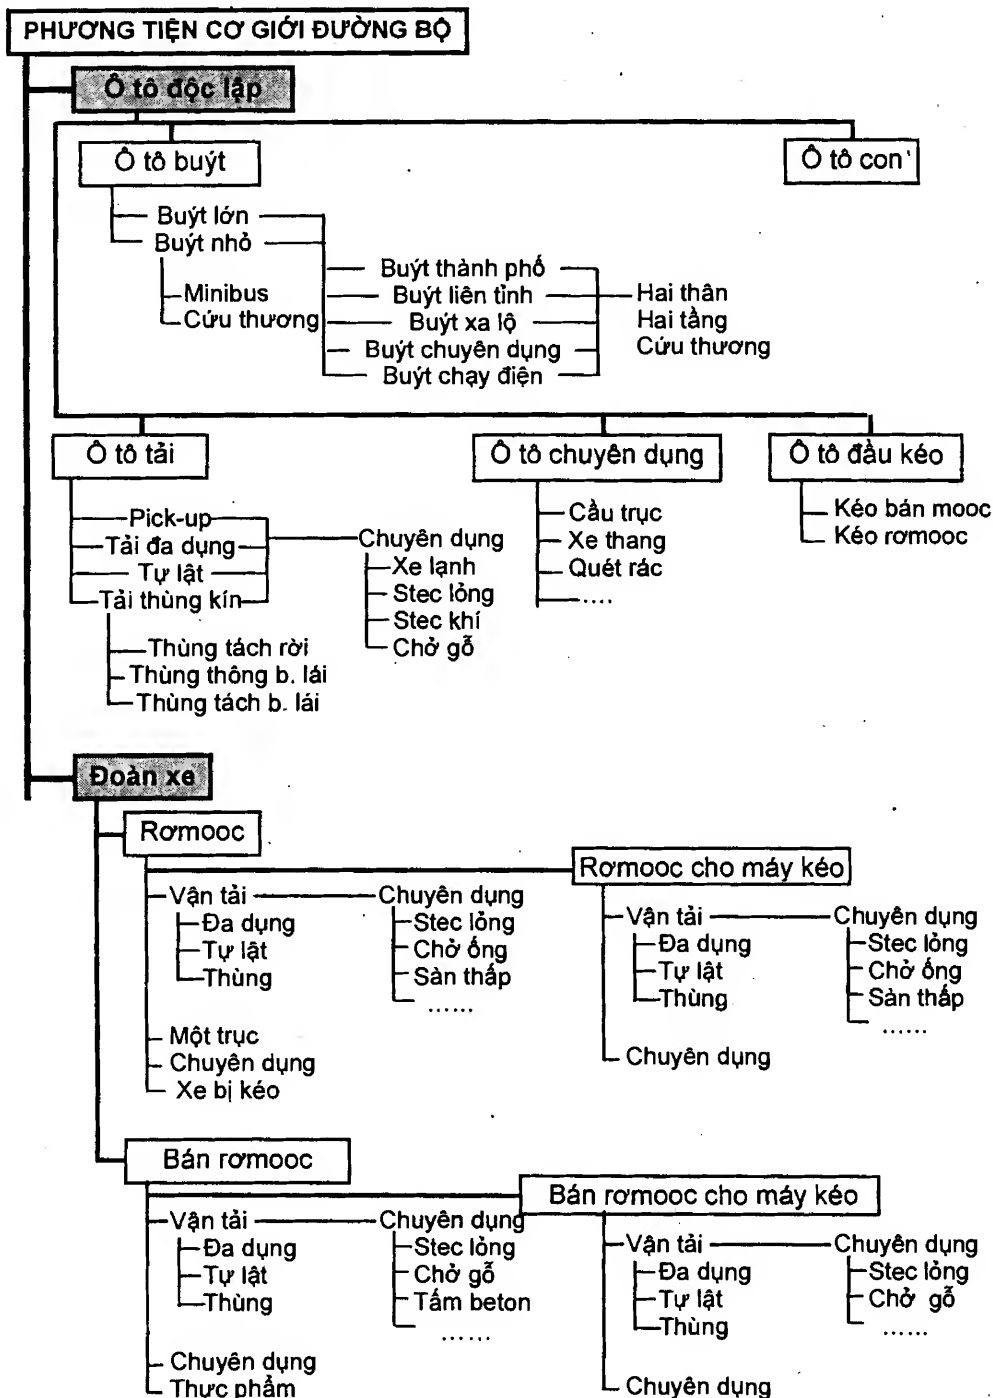 PHƯƠNG TIỆN CƠ GIỚI ĐƯỜNG BỘ
Ô tô độc lập
Ô tô buýt
Ô tô con
Buýt lớn
Buýt nhỏ
Minibus
Cứu thương
Buýt thành phố
Buýt liên tỉnh
Buýt xa lộ
Buýt chuyên dụng
Buýt chạy điện
Hai thân
Hai tầng
Cứu thương
Ô tô tải
Pick-up
Tải đa dụng
Tự lật
Tải thùng kín
Thùng tách rời
Thùng thông b. lái
Thùng tách b. lái
Chuyên dụng
Xe lạnh
Stec lỏng
Stec khí
Chở gỗ
Ô tô chuyên dụng
Cầu trục
Xe thang
Quét rác
....
Ô tô đầu kéo
Kéo bán mooc
Kéo rơmooc
Đoàn xe
Rơmooc
Vận tải
Đa dụng
Tự lật
Thùng
Chuyên dụng
Stec lỏng
Chở ống
Sàn thấp
......
Một trục
Chuyên dụng
Xe bị kéo
Rơmooc cho máy kéo
Vận tải
Đa dụng
Tự lật
Thùng
Chuyên dụng
Stec lỏng
Chở ống
Sàn thấp
......
Chuyên dụng
Bán rơmooc
Vận tải
Đa dụng
Tự lật
Thùng
Chuyên dụng
Stec lỏng
Chở gỗ
Tấm beton
......
Chuyên dụng
Thực phẩm
Bán rơmooc cho máy kéo
Vận tải
Đa dụng
Tự lật
Thùng
Chuyên dụng
Stec lỏng
Chở gỗ
......
Chuyên dụng